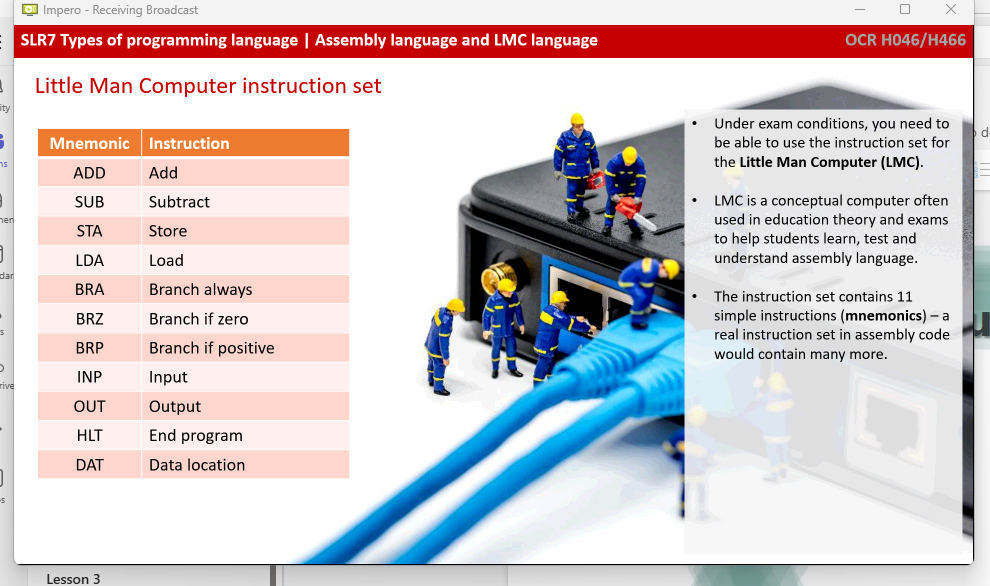 Impero - Receiving Broadcast
SLR7 Types of programming language | Assembly language and LMC language
OCR H046/H466
Little Man Computer instruction set
Mnemonic Instruction
ADD Add
SUB Subtract
STA Store
LDA Load
BRA Branch always
BRZ Branch if zero
BRP Branch if positive
INP Input
OUT Output
HLT End program
DAT Data location
• Under exam conditions, you need to
be able to use the instruction set for
the Little Man Computer (LMC).
• LMC is a conceptual computer often
used in education theory and exams
to help students learn, test and
understand assembly language.
• The instruction set contains 11
simple instructions (mnemonics) – a
real instruction set in assembly code
would contain many more.
Lesson 3